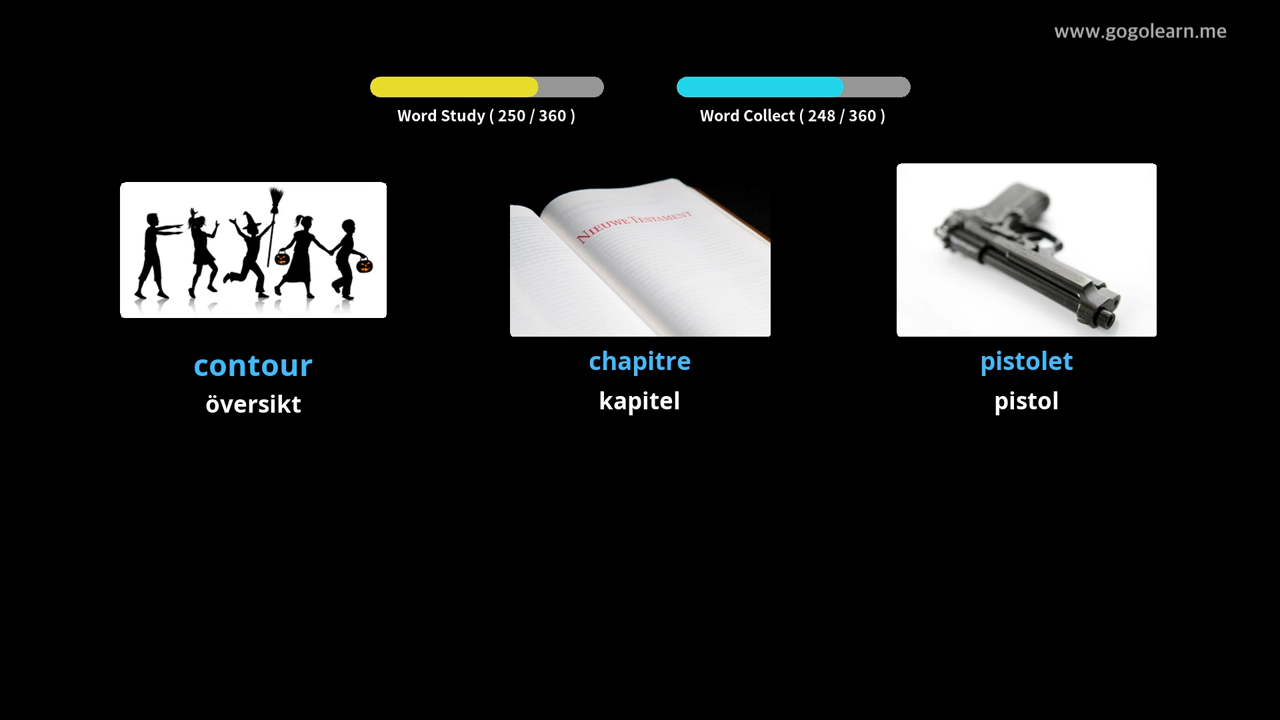 www.gogolearn.me
Word Study ( 250 / 360 )
Word Collect ( 248 / 360 )
NIEUWE TESTAMENT
contour
chapitre
pistolet
översikt
kapitel
pistol